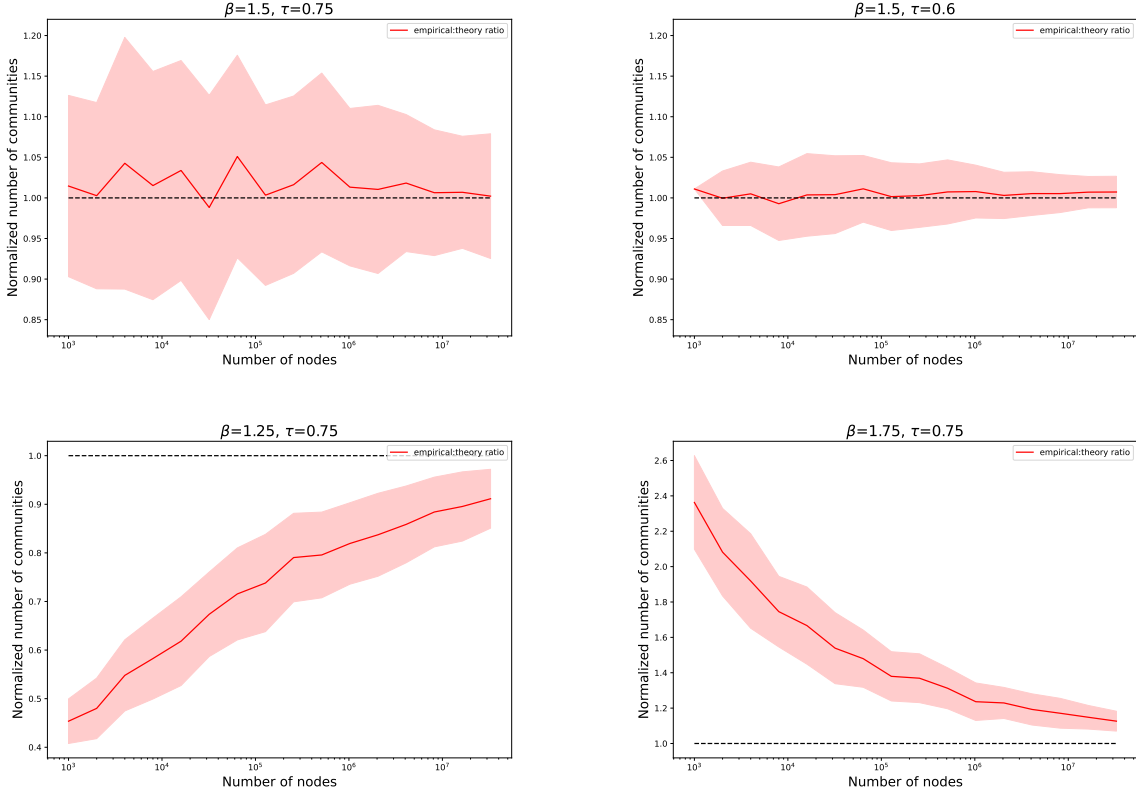 β=1.5, τ=0.75
empirical:theory ratio
Normalized number of communities
1.20
1.15
1.10
1.05
1.00
0.95
0.90
0.85
10³ 10⁴ 10⁵ 10⁶ 10⁷
Number of nodes
β=1.5, τ=0.6
empirical:theory ratio
Normalized number of communities
1.20
1.15
1.10
1.05
1.00
0.95
0.90
0.85
10³ 10⁴ 10⁵ 10⁶ 10⁷
Number of nodes
β=1.25, τ=0.75
empirical:theory ratio
Normalized number of communities
1.0
0.9
0.8
0.7
0.6
0.5
0.4
10³ 10⁴ 10⁵ 10⁶ 10⁷
Number of nodes
β=1.75, τ=0.75
empirical:theory ratio
Normalized number of communities
2.6
2.4
2.2
2.0
1.8
1.6
1.4
1.2
1.0
10³ 10⁴ 10⁵ 10⁶ 10⁷
Number of nodes